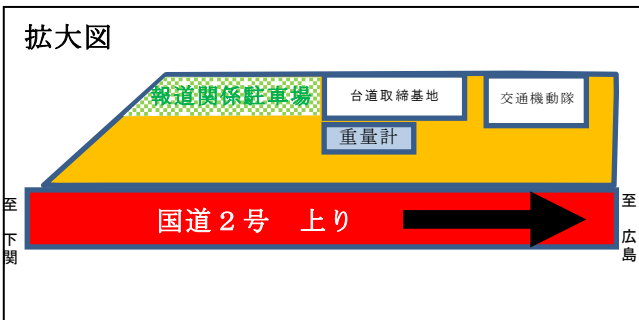 拡大図
報道関係駐車場
台道取締基地
交通機動隊
重量計
至 下関
国道２号　上り
至 広島